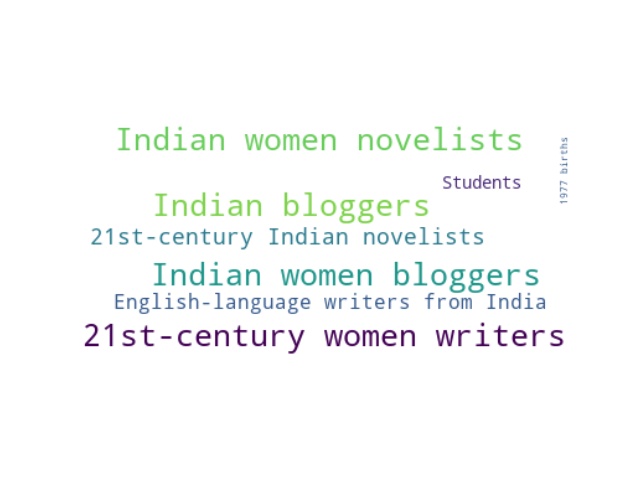 Indian women novelists
1977 births
Students
Indian bloggers
21st-century Indian novelists
Indian women bloggers
English-language writers from India
21st-century women writers